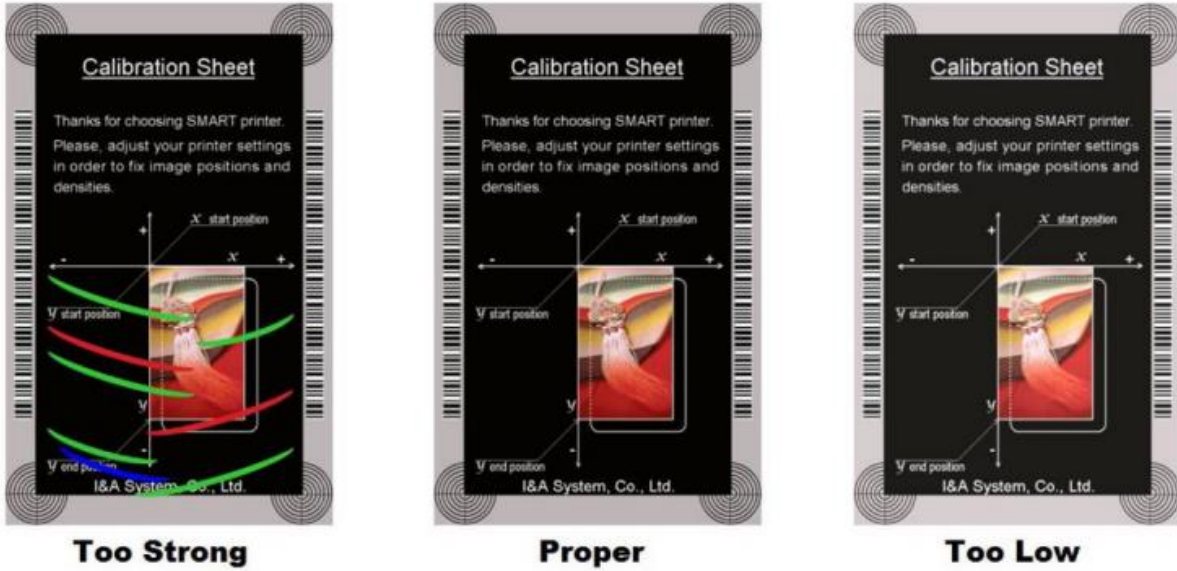 Calibration Sheet
Thanks for choosing SMART printer.
Please, adjust your printer settings
in order to fix image positions and
densities.
+
x start position
x
- +
y start position
y
-
y end position
I&A System, Co., Ltd.
Too Strong
Calibration Sheet
Thanks for choosing SMART printer.
Please, adjust your printer settings
in order to fix image positions and
densities.
+
x start position
x
- +
y start position
y
-
y end position
I&A System, Co., Ltd.
Proper
Calibration Sheet
Thanks for choosing SMART printer.
Please, adjust your printer settings
in order to fix image positions and
densities.
+
x start position
x
- +
y start position
y
-
y end position
I&A System, Co., Ltd.
Too Low